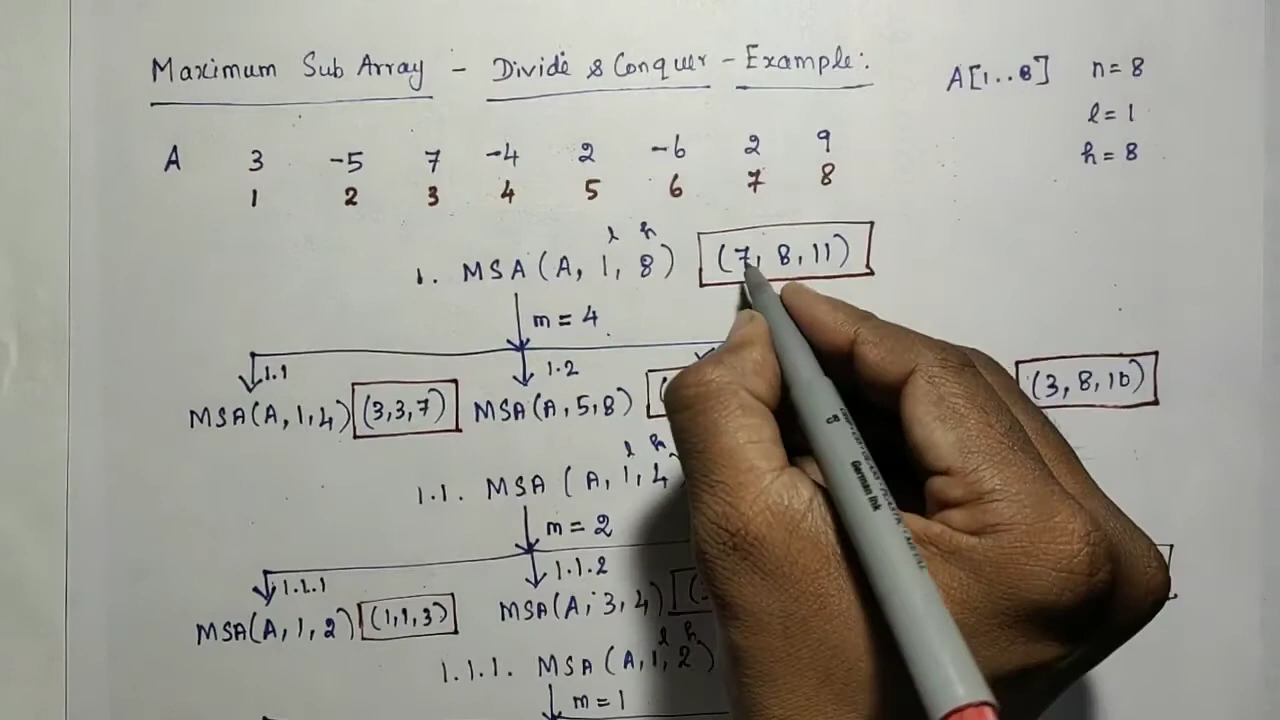 Maximum Sub Array - Divide & Conquer - Example:
A[1..8] n=8
l=1
h=8
A 3 -5 7 -4 2 -6 2 9
1 2 3 4 5 6 7 8
l h
1. MSA(A, 1, 8) (7, 8, 11)
m=4
1.1 1.2
MSA(A, 1, 4) (3, 3, 7) MSA(A, 5, 8) ( (3, 8, 10)
l h
1.1. MSA (A, 1, 4
m=2
1.1.1 1.1.2
MSA(A, 1, 2) (1, 1, 3) MSA(A, 3, 4) (
l h
1.1.1. MSA (A, 1, 2)
m=1
S
GRIP-CO
German Ink